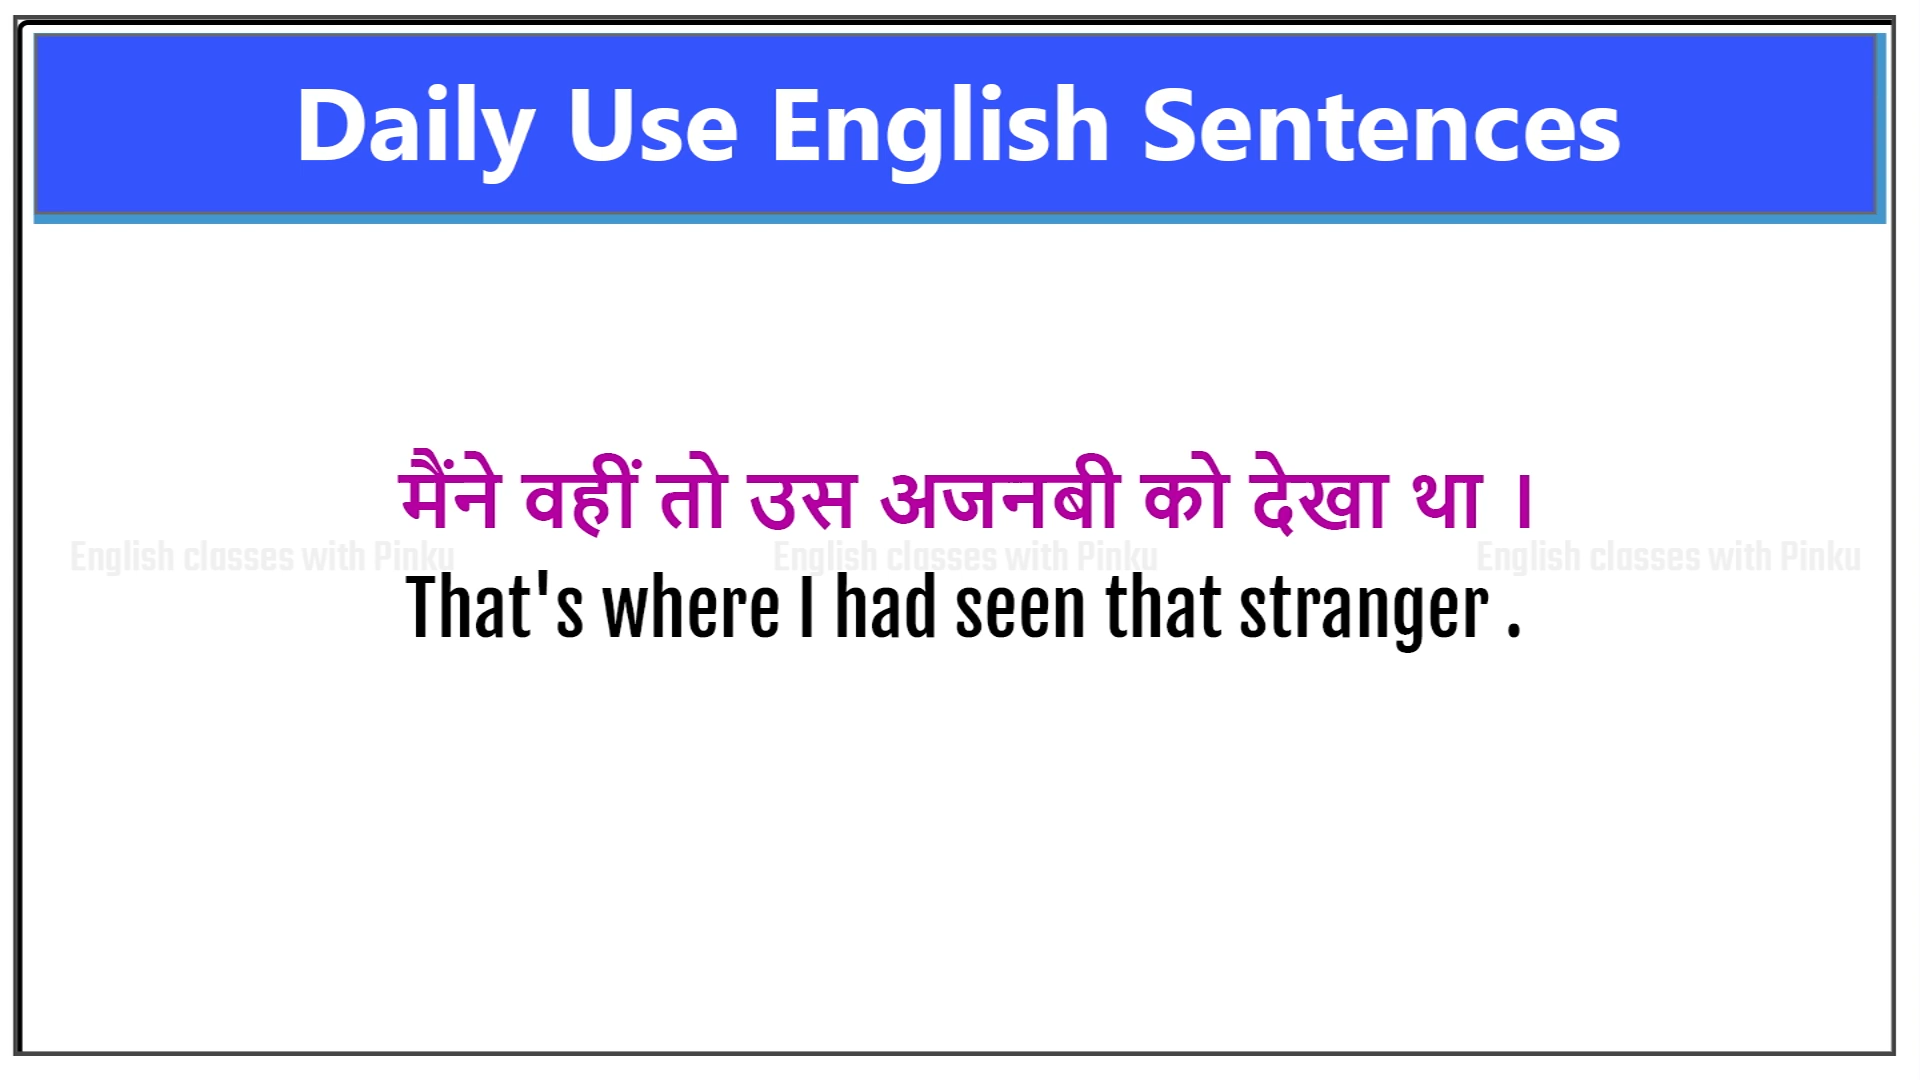 Daily Use English Sentences
मैंने वहीं तो उस अजनबी को देखा था ।
English classes with Pinku English classes with Pinku English classes with Pinku
That's where I had seen that stranger .